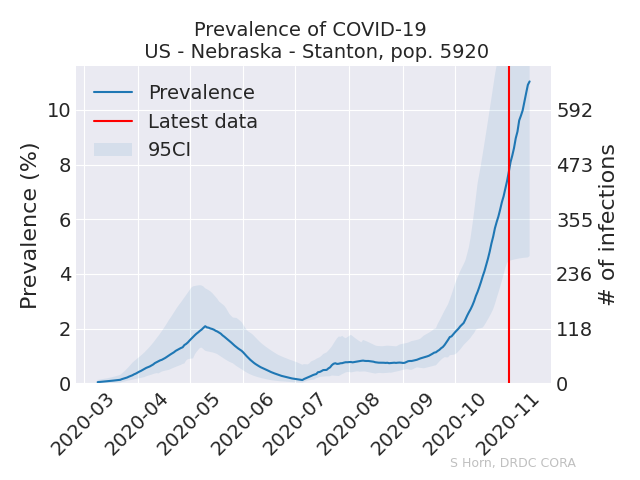 Prevalence of COVID-19
US - Nebraska - Stanton, pop. 5920
Prevalence
Latest data
95CI
Prevalence (%)
10
8
6
4
2
0
592
473
355
236
118
0
# of infections
2020-03
2020-04
2020-05
2020-06
2020-07
2020-08
2020-09
2020-10
2020-11
S Horn, DRDC CORA